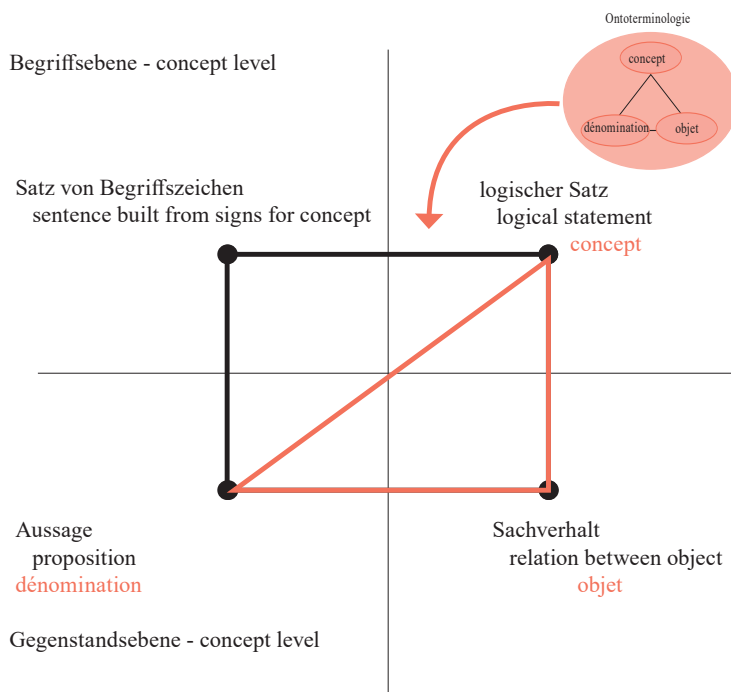 Ontoterminologie
concept
dénomination
objet
Begriffsebene - concept level
Satz von Begriffszeichen
sentence built from signs for concept
logischer Satz
logical statement
concept
Aussage
proposition
dénomination
Sachverhalt
relation between object
objet
Gegenstandsebene - concept level